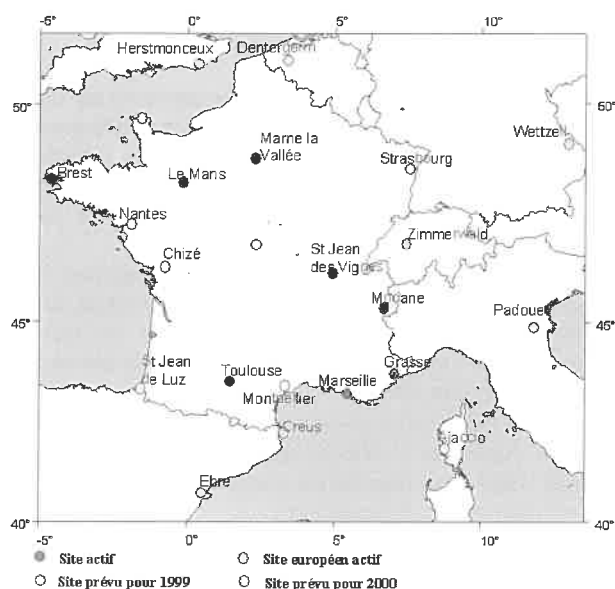 -5° 0° 5° 10°
Herstmonceux
Dentergem
50° 50°
Wettzell
Marne la
Vallée
Strasbourg
Brest
Le Mans
Nantes
Zimmerwald
Chizé
St Jean
des Vignes
Modane
Padoue
45° 45°
St Jean
de Luz
Toulouse
Grasse
Marseille
Montpellier
Creus
Ajaccio
Ebre
40° 40°
-5° 0° 5° 10°
Site actif
Site européen actif
Site prévu pour 1999
Site prévu pour 2000